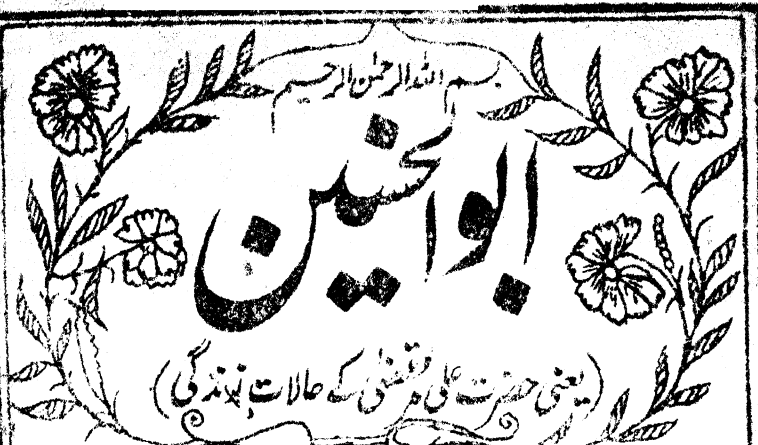 بسم اللہ الرحمٰن الرحیم
ابوالحسنین
(یعنی حضرت علی مرتضیٰ کے حالات زندگی)